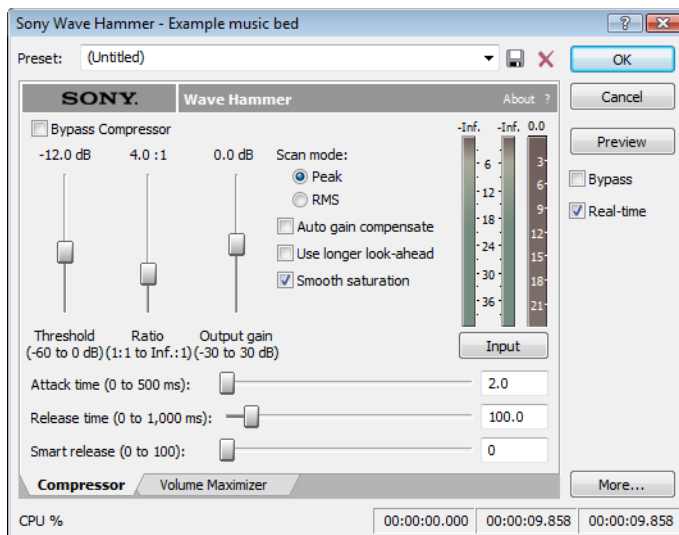 Sony Wave Hammer - Example music bed
Preset: (Untitled)
OK
SONY. Wave Hammer About ?
Cancel
Bypass Compressor
-12.0 dB 4.0 :1 0.0 dB
Scan mode:
Peak
RMS
Auto gain compensate
Use longer look-ahead
Smooth saturation
-Inf. -Inf. 0.0
6
12
18
24
30
36
3
6
9
12
15
18
21
Preview
Bypass
Real-time
Threshold Ratio Output gain
(-60 to 0 dB) (1:1 to Inf.:1) (-30 to 30 dB)
Input
Attack time (0 to 500 ms): 2.0
Release time (0 to 1,000 ms): 100.0
Smart release (0 to 100): 0
Compressor Volume Maximizer
More...
CPU % 00:00:00.000 00:00:09.858 00:00:09.858